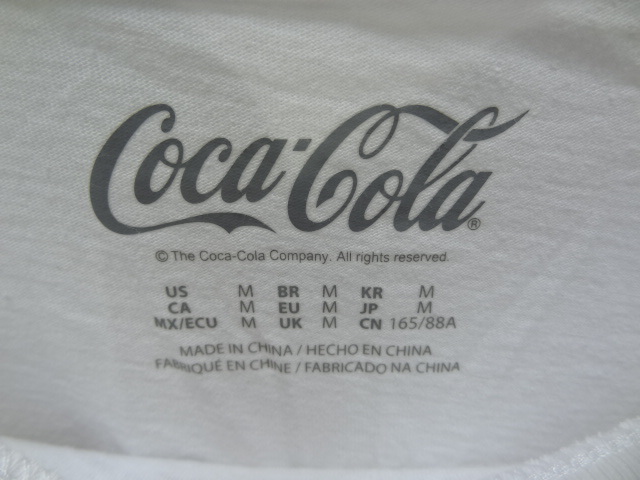 Coca-Cola®
© The Coca-Cola Company. All rights reserved.
US M BR M KR M
CA M EU M JP M
MX/ECU M UK M CN 165/88A
MADE IN CHINA / HECHO EN CHINA
FABRIQUÉ EN CHINE / FABRICADO NA CHINA